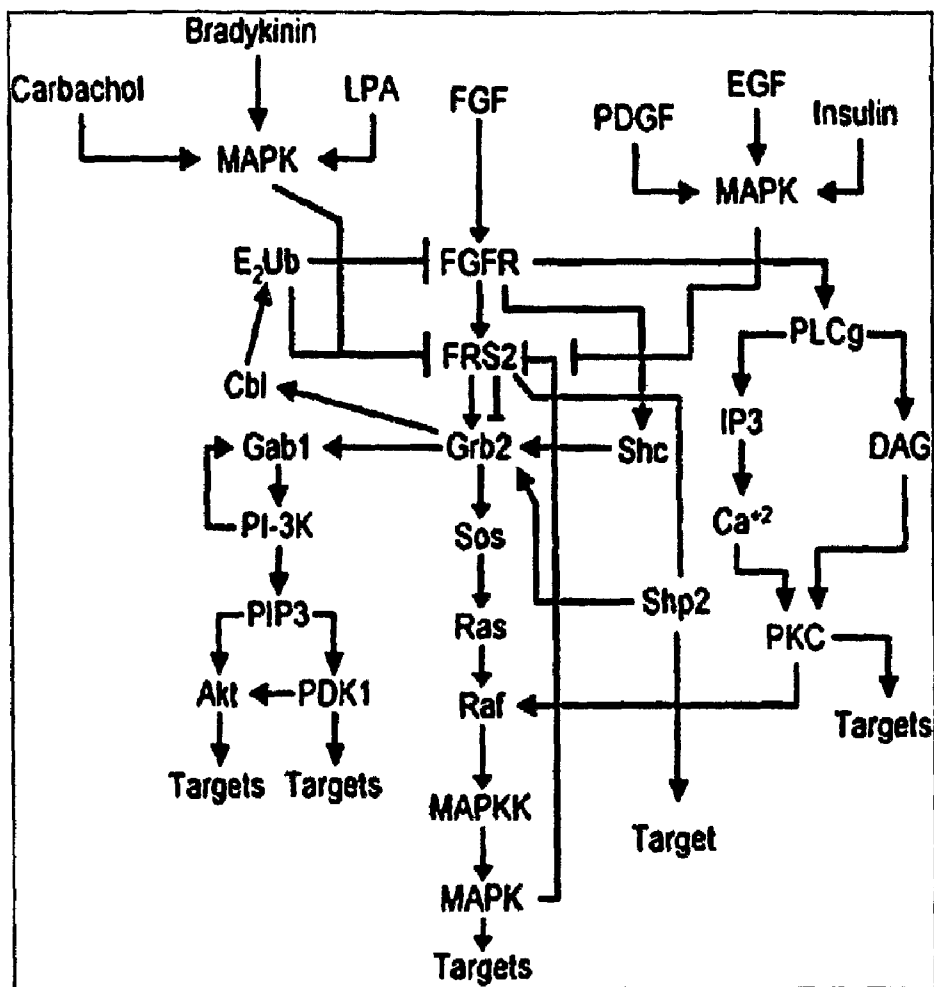 Bradykinin
Carbachol
LPA
FGF
EGF
PDGF
Insulin
MAPK
MAPK
E₂Ub
FGFR
PLCg
FRS2
Cbl
IP3
DAG
Gab1
Grb2
Shc
PI-3K
Sos
Ca⁺²
PIP3
Ras
Shp2
PKC
Akt
PDK1
Raf
Targets
Targets
Targets
MAPKK
Target
MAPK
Targets